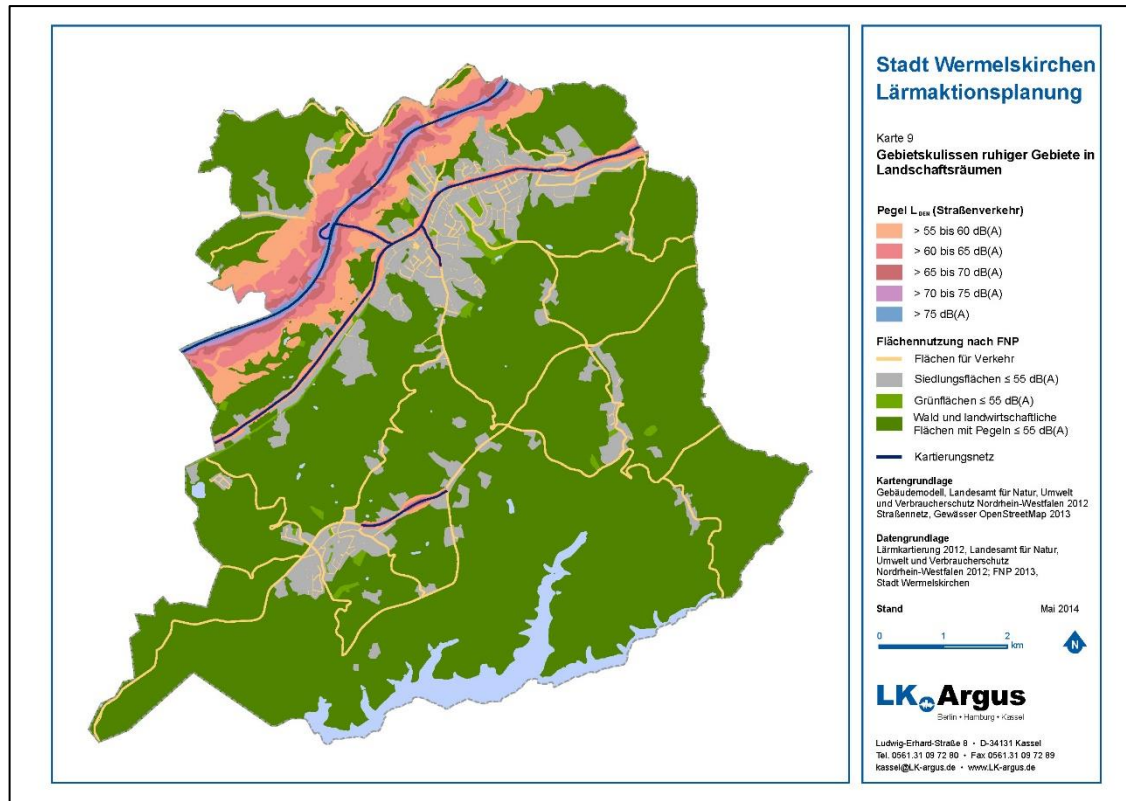 Stadt Wermelskirchen
Lärmaktionsplanung
Karte 9
Gebietskulissen ruhiger Gebiete in
Landschaftsräumen
Pegel L DEN (Straßenverkehr)
> 55 bis 60 dB(A)
> 60 bis 65 dB(A)
> 65 bis 70 dB(A)
> 70 bis 75 dB(A)
> 75 dB(A)
Flächennutzung nach FNP
Flächen für Verkehr
Siedlungsflächen ≤ 55 dB(A)
Grünflächen ≤ 55 dB(A)
Wald und landwirtschaftliche
Flächen mit Pegeln ≤ 55 dB(A)
Kartierungsnetz
Kartengrundlage
Gebäudemodell, Landesamt für Natur, Umwelt
und Verbraucherschutz Nordrhein-Westfalen 2012
Straßennetz, Gewässer OpenStreetMap 2013
Datengrundlage
Lärmkartierung 2012, Landesamt für Natur,
Umwelt und Verbraucherschutz
Nordrhein-Westfalen 2012; FNP 2013,
Stadt Wermelskirchen
Stand Mai 2014
0 1 2
km
N
LK Argus
Berlin • Hamburg • Kassel
Ludwig-Erhard-Straße 8 • D-34131 Kassel
Tel. 0561.31 09 72 80 • Fax 0561.31 09 72 89
kassel@LK-argus.de • www.LK-argus.de